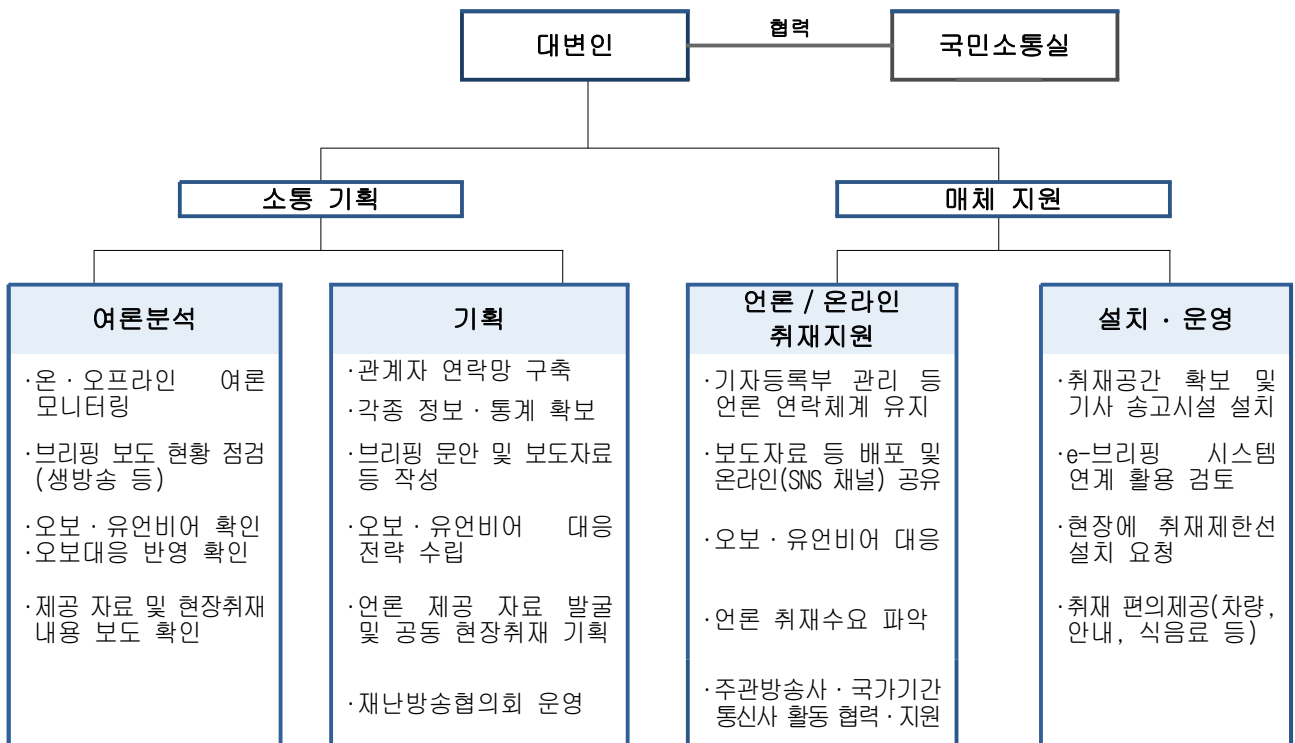 대변인
협력
국민소통실
소통 기획
매체 지원
여론분석
·온·오프라인 여론
모니터링
·브리핑 보도 현황 점검
(생방송 등)
·오보·유언비어 확인
·오보대응 반영 확인
·제공 자료 및 현장취재
내용 보도 확인
기획
·관계자 연락망 구축
·각종 정보·통계 확보
·브리핑 문안 및 보도자료
등 작성
·오보·유언비어 대응
전략 수립
·언론 제공 자료 발굴
및 공동 현장취재 기획
·재난방송협의회 운영
언론 / 온라인
취재지원
·기자등록부 관리 등
언론 연락체계 유지
·보도자료 등 배포 및
온라인(SNS 채널) 공유
·오보·유언비어 대응
·언론 취재수요 파악
·주관방송사·국가기간
통신사 활동 협력·지원
설치·운영
·취재공간 확보 및
기사 송고시설 설치
·e-브리핑 시스템
연계 활용 검토
·현장에 취재제한선
설치 요청
·취재 편의제공(차량,
안내, 식음료 등)